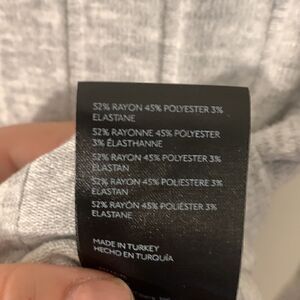 52% RAYON 45% POLYESTER 3%
ELASTANE
52% RAYONNE 45% POLYESTER
3% ÉLASTHANNE
52% RAYON 45% POLYESTER 3%
ELASTAN
52% RAYON 45% POLIESTERE 3%
ELASTAN
52% RAYON 45% POLIÉSTER 3%
ELASTANE
MADE IN TURKEY
HECHO EN TURQUÍA